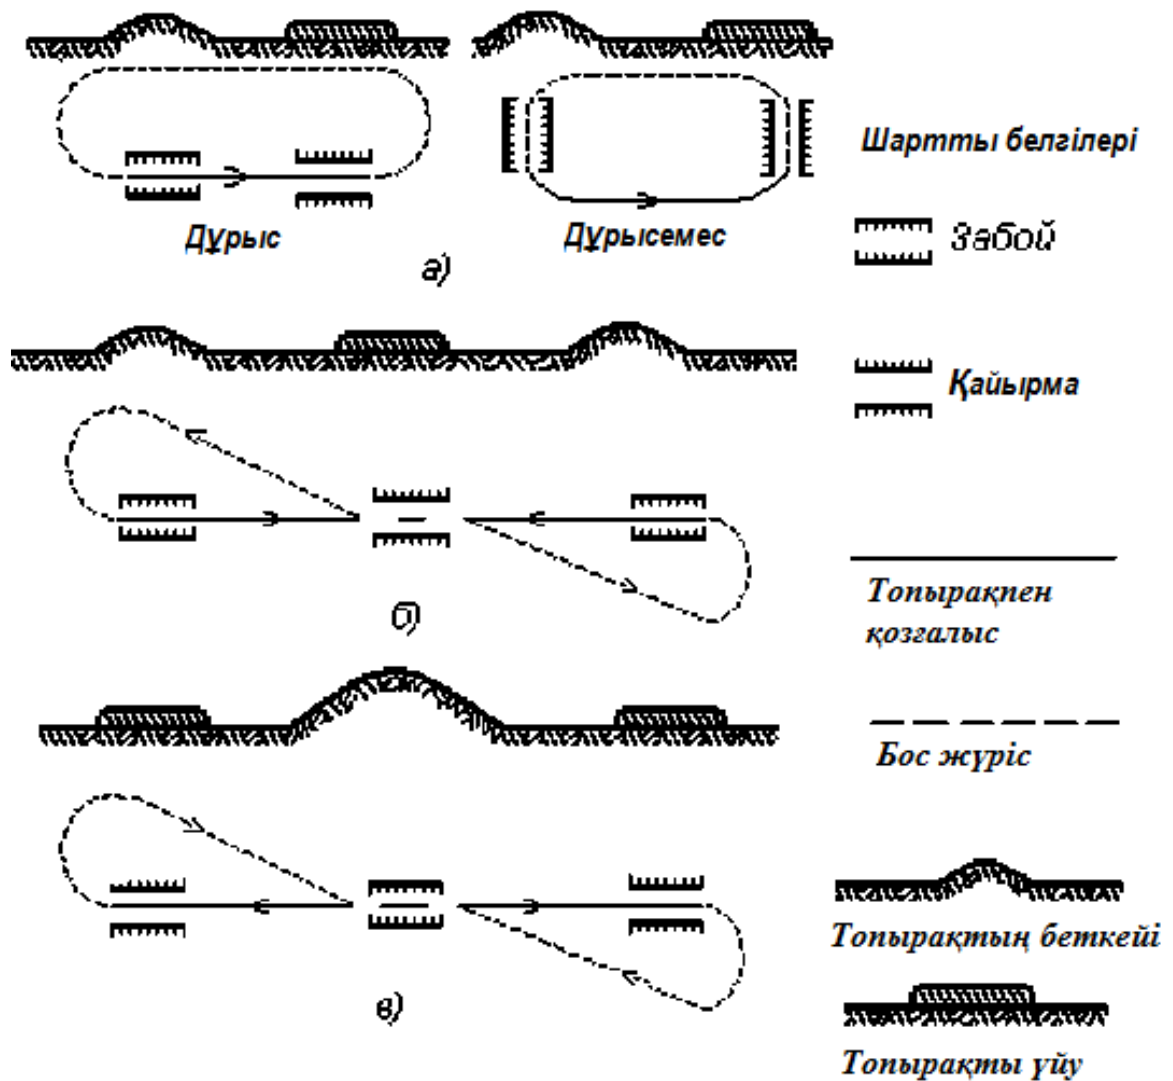 Дұрыс
Дұрысемес
а)
б)
в)
Шартты белгілері
Забой
Қайырма
Топырақпен
қозғалыс
Бос жүріс
Топырақтың беткейі
Топырақты үйу